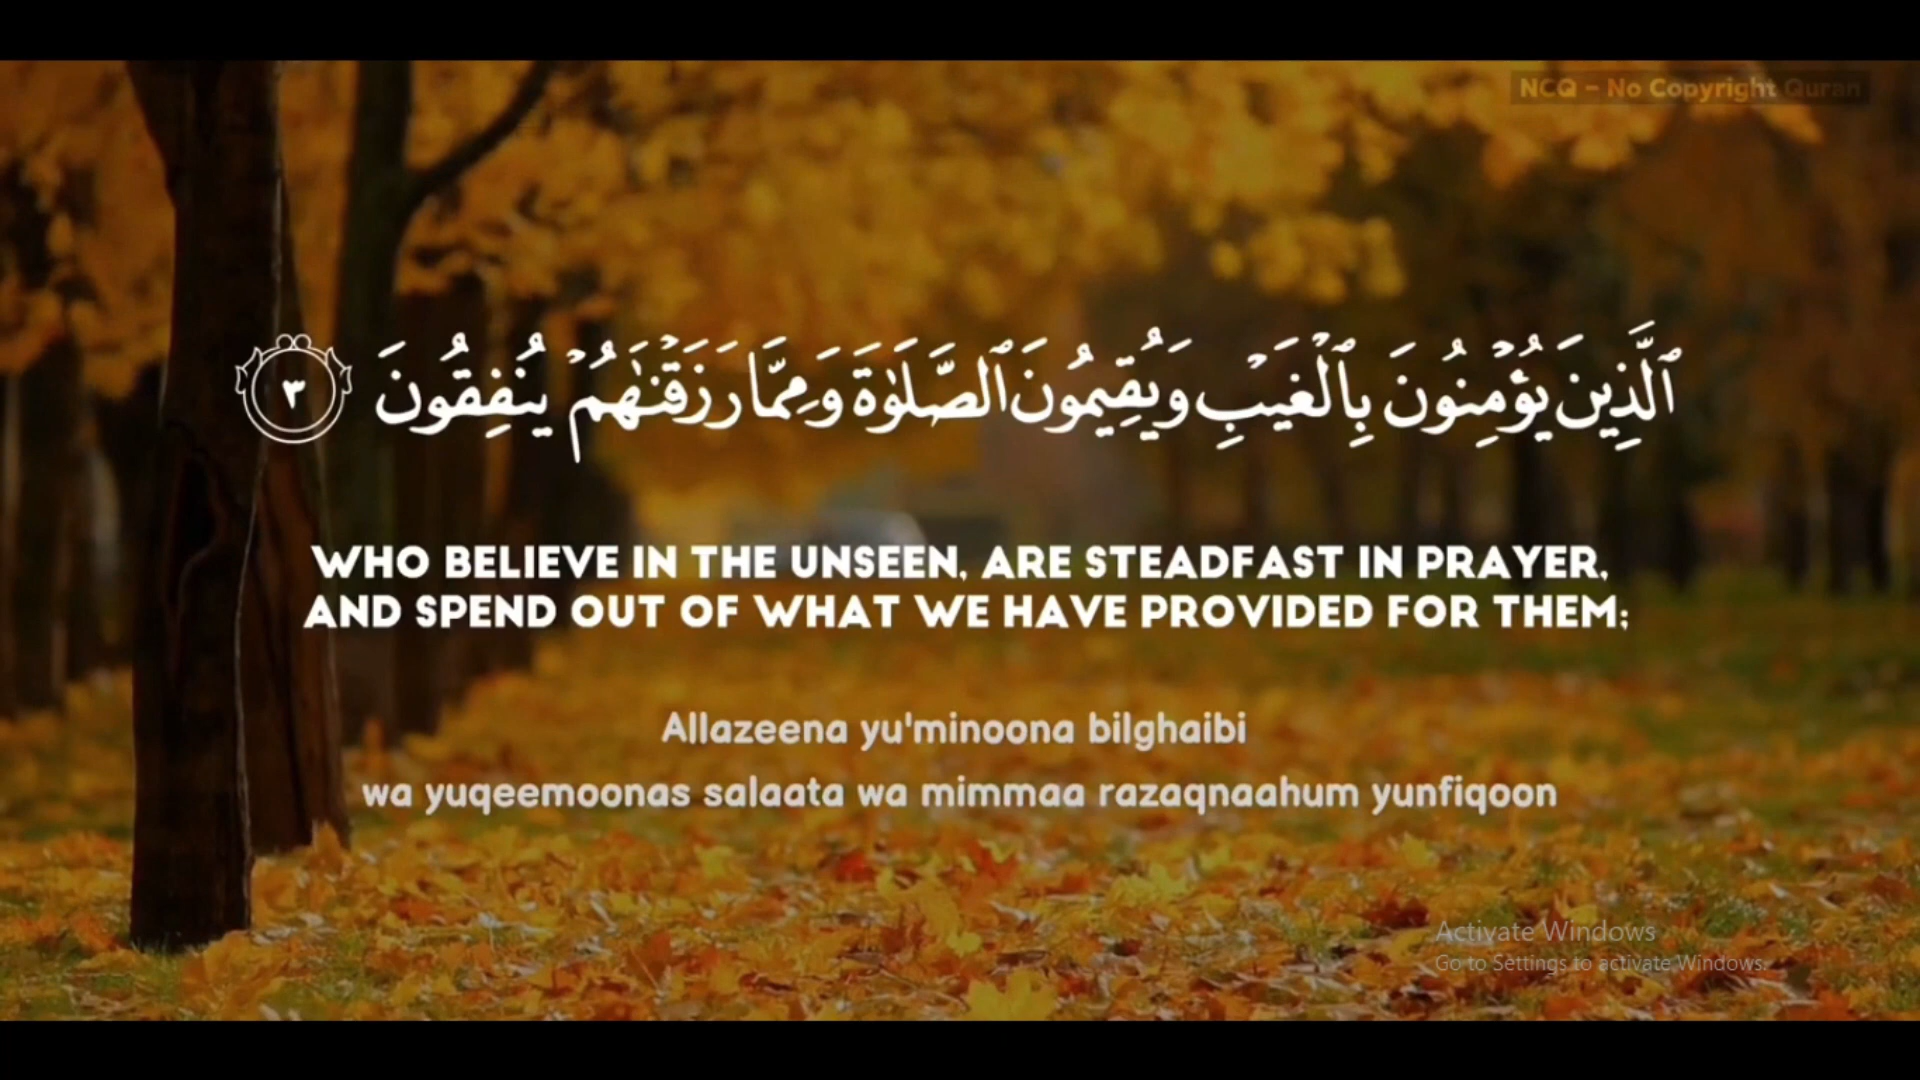 NCQ - No Copyright Quran
ٱلَّذِينَ يُؤْمِنُونَ بِٱلْغَيْبِ وَيُقِيمُونَ ٱلصَّلَوٰةَ وَمِمَّا رَزَقْنَٰهُمْ يُنفِقُونَ ٣
WHO BELIEVE IN THE UNSEEN, ARE STEADFAST IN PRAYER,
AND SPEND OUT OF WHAT WE HAVE PROVIDED FOR THEM;
Allazeena yu'minoona bilghaibi
wa yuqeemoonas salaata wa mimmaa razaqnaahum yunfiqoon
Activate Windows
Go to Settings to activate Windows.